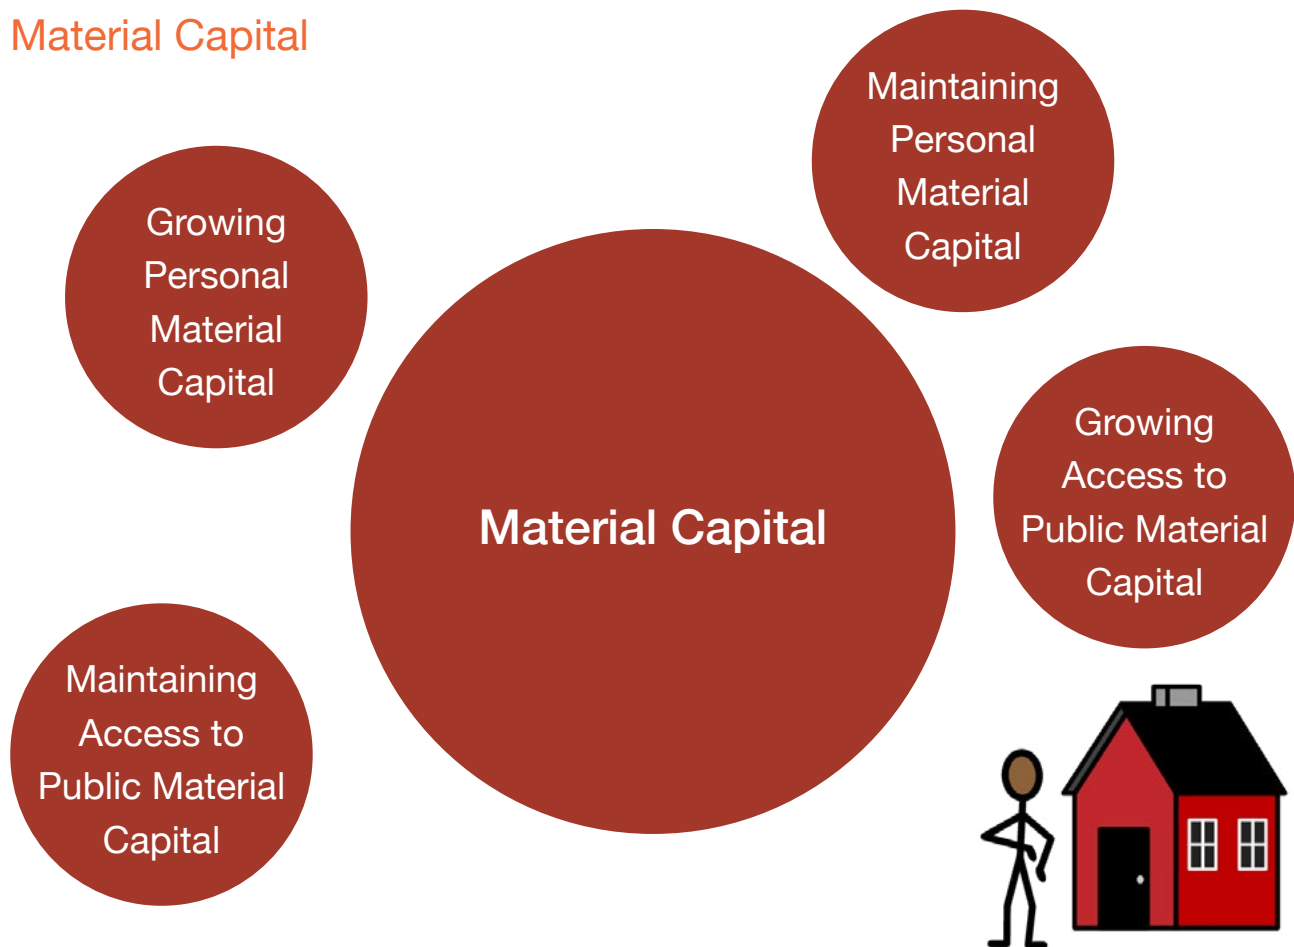 Material Capital
Maintaining
Personal
Material
Capital
Growing
Personal
Material
Capital
Growing
Access to
Public Material
Capital
Material Capital
Maintaining
Access to
Public Material
Capital